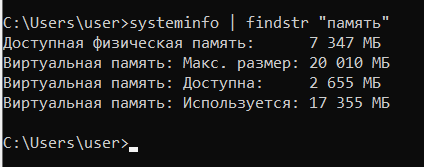 C:\Users\user>systeminfo | findstr "память"
Доступная физическая память: 7 347 МБ
Виртуальная память: Макс. размер: 20 010 МБ
Виртуальная память: Доступна: 2 655 МБ
Виртуальная память: Используется: 17 355 МБ
C:\Users\user>